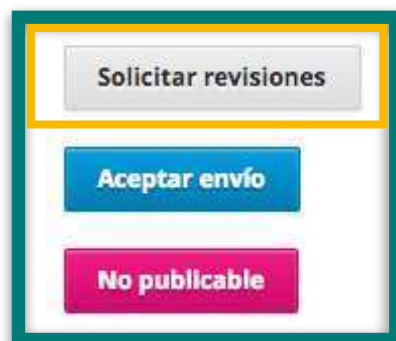 Solicitar revisiones
Aceptar envío
No publicable